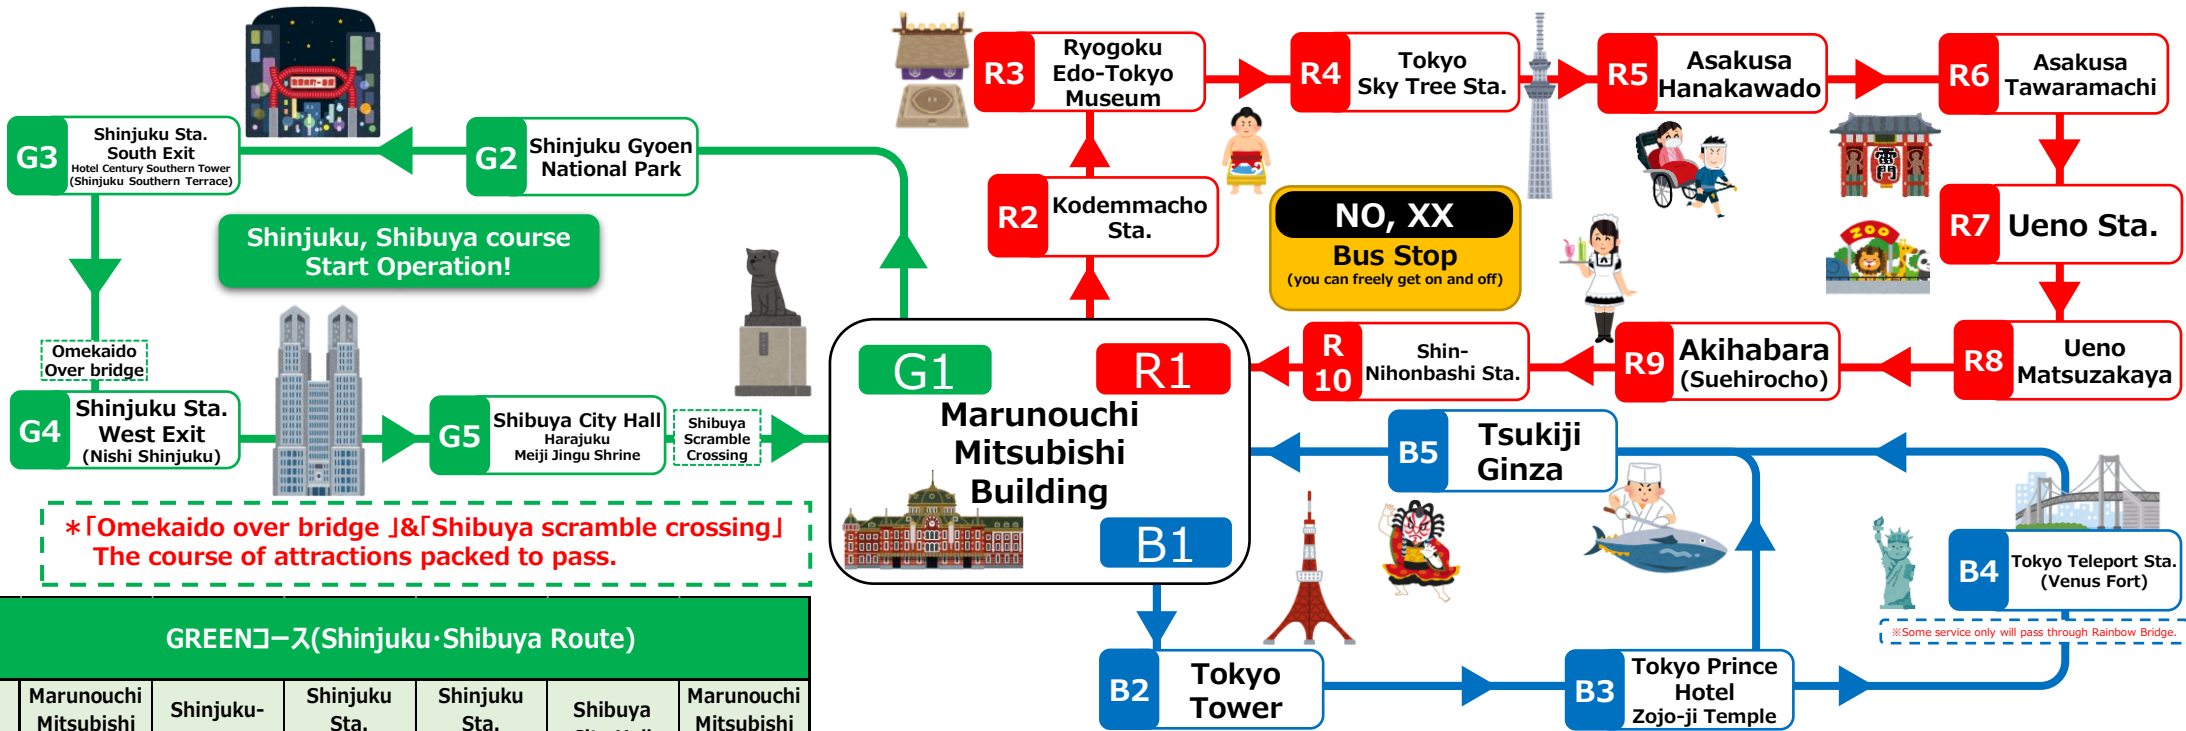 G3
Shinjuku Sta.
South Exit
Hotel Century Southern Tower
(Shinjuku Southern Terrace)
G2
Shinjuku Gyoen
National Park
Shinjuku, Shibuya course
Start Operation!
Omekaido
Over bridge
G4
Shinjuku Sta.
West Exit
(Nishi Shinjuku)
G5
Shibuya City Hall
Harajuku
Meiji Jingu Shrine
Shibuya
Scramble
Crossing
*「Omekaido over bridge 」&「Shibuya scramble crossing」
The course of attractions packed to pass.
R3
Ryogoku
Edo-Tokyo
Museum
R4
Tokyo
Sky Tree Sta.
R5
Asakusa
Hanakawado
R6
Asakusa
Tawaramachi
R2
Kodemmacho
Sta.
NO, XX
Bus Stop
(you can freely get on and off)
雷門
ZOO
R7
Ueno Sta.
R8
Ueno
Matsuzakaya
R9
Akihabara
(Suehirocho)
R
10
Shin-
Nihonbashi Sta.
G1
R1
Marunouchi
Mitsubishi
Building
B1
B5
Tsukiji
Ginza
B4
Tokyo Teleport Sta.
(Venus Fort)
※Some service only will pass through Rainbow Bridge.
B2
Tokyo
Tower
B3
Tokyo Prince
Hotel
Zojo-ji Temple
GREENコース(Shinjuku・Shibuya Route)
Marunouchi
Mitsubishi
Shinjuku-
Shinjuku
Sta.
Shinjuku
Sta.
Shibuya
Marunouchi
Mitsubishi